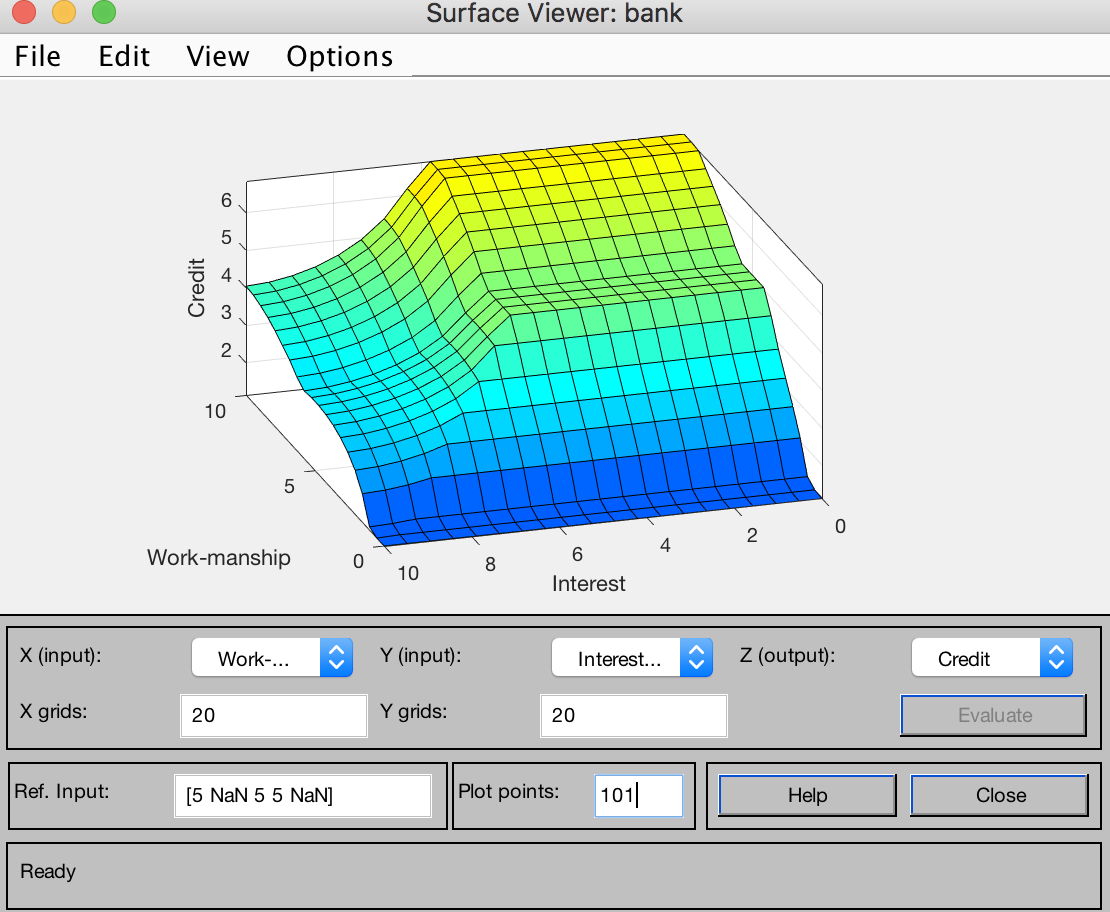 Surface Viewer: bank
File Edit View Options
6
5
4
3
2
Credit
10
5
0
Work-manship
10
8
6
4
2
0
Interest
X (input): Work-... Y (input): Interest... Z (output): Credit
X grids: 20 Y grids: 20 Evaluate
Ref. Input: [5 NaN 5 5 NaN] Plot points: 101 Help Close
Ready